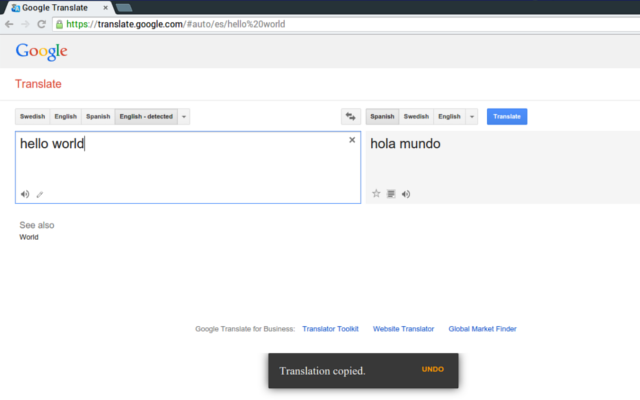 Google Translate
https://translate.google.com/#auto/es/hello%20world
Google
Translate
Swedish English Spanish English - detected Spanish Swedish English Translate
hello world hola mundo
See also
World
Google Translate for Business: Translator Toolkit Website Translator Global Market Finder
Translation copied. UNDO